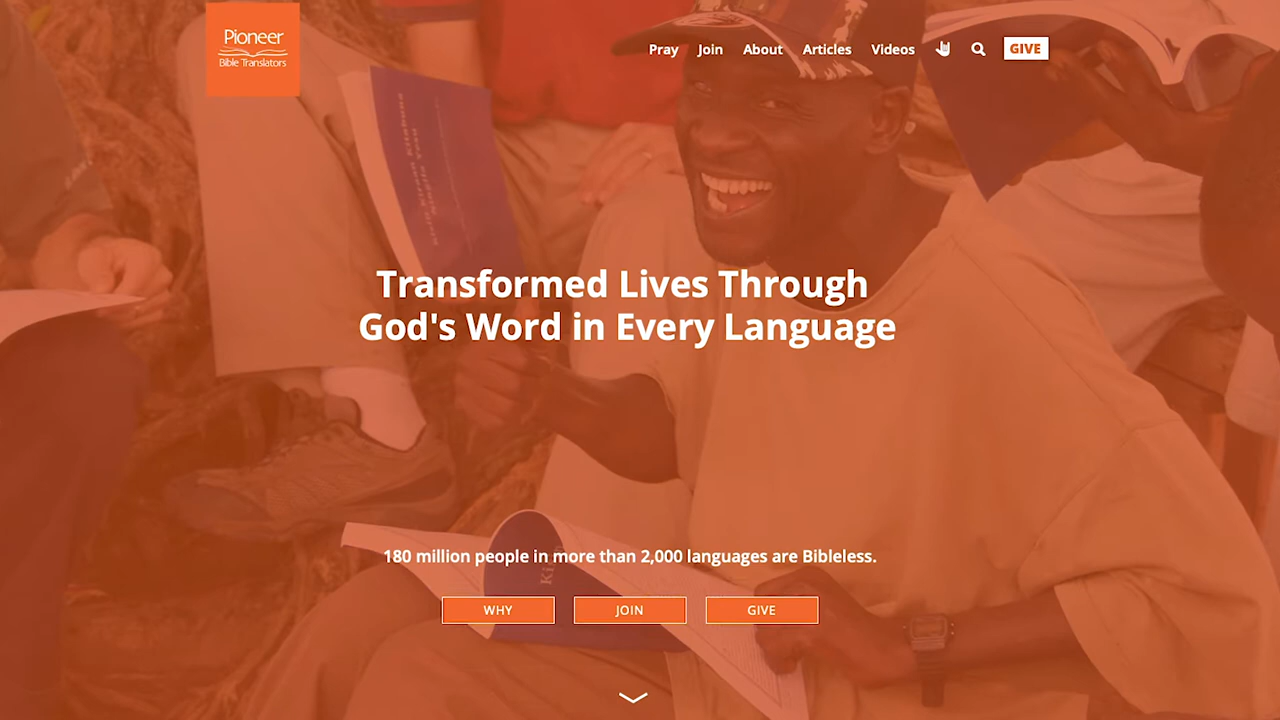 Pioneer
Bible Translators
Pray Join About Articles Videos GIVE
Transformed Lives Through
God's Word in Every Language
180 million people in more than 2,000 languages are Bibleless.
WHY JOIN GIVE